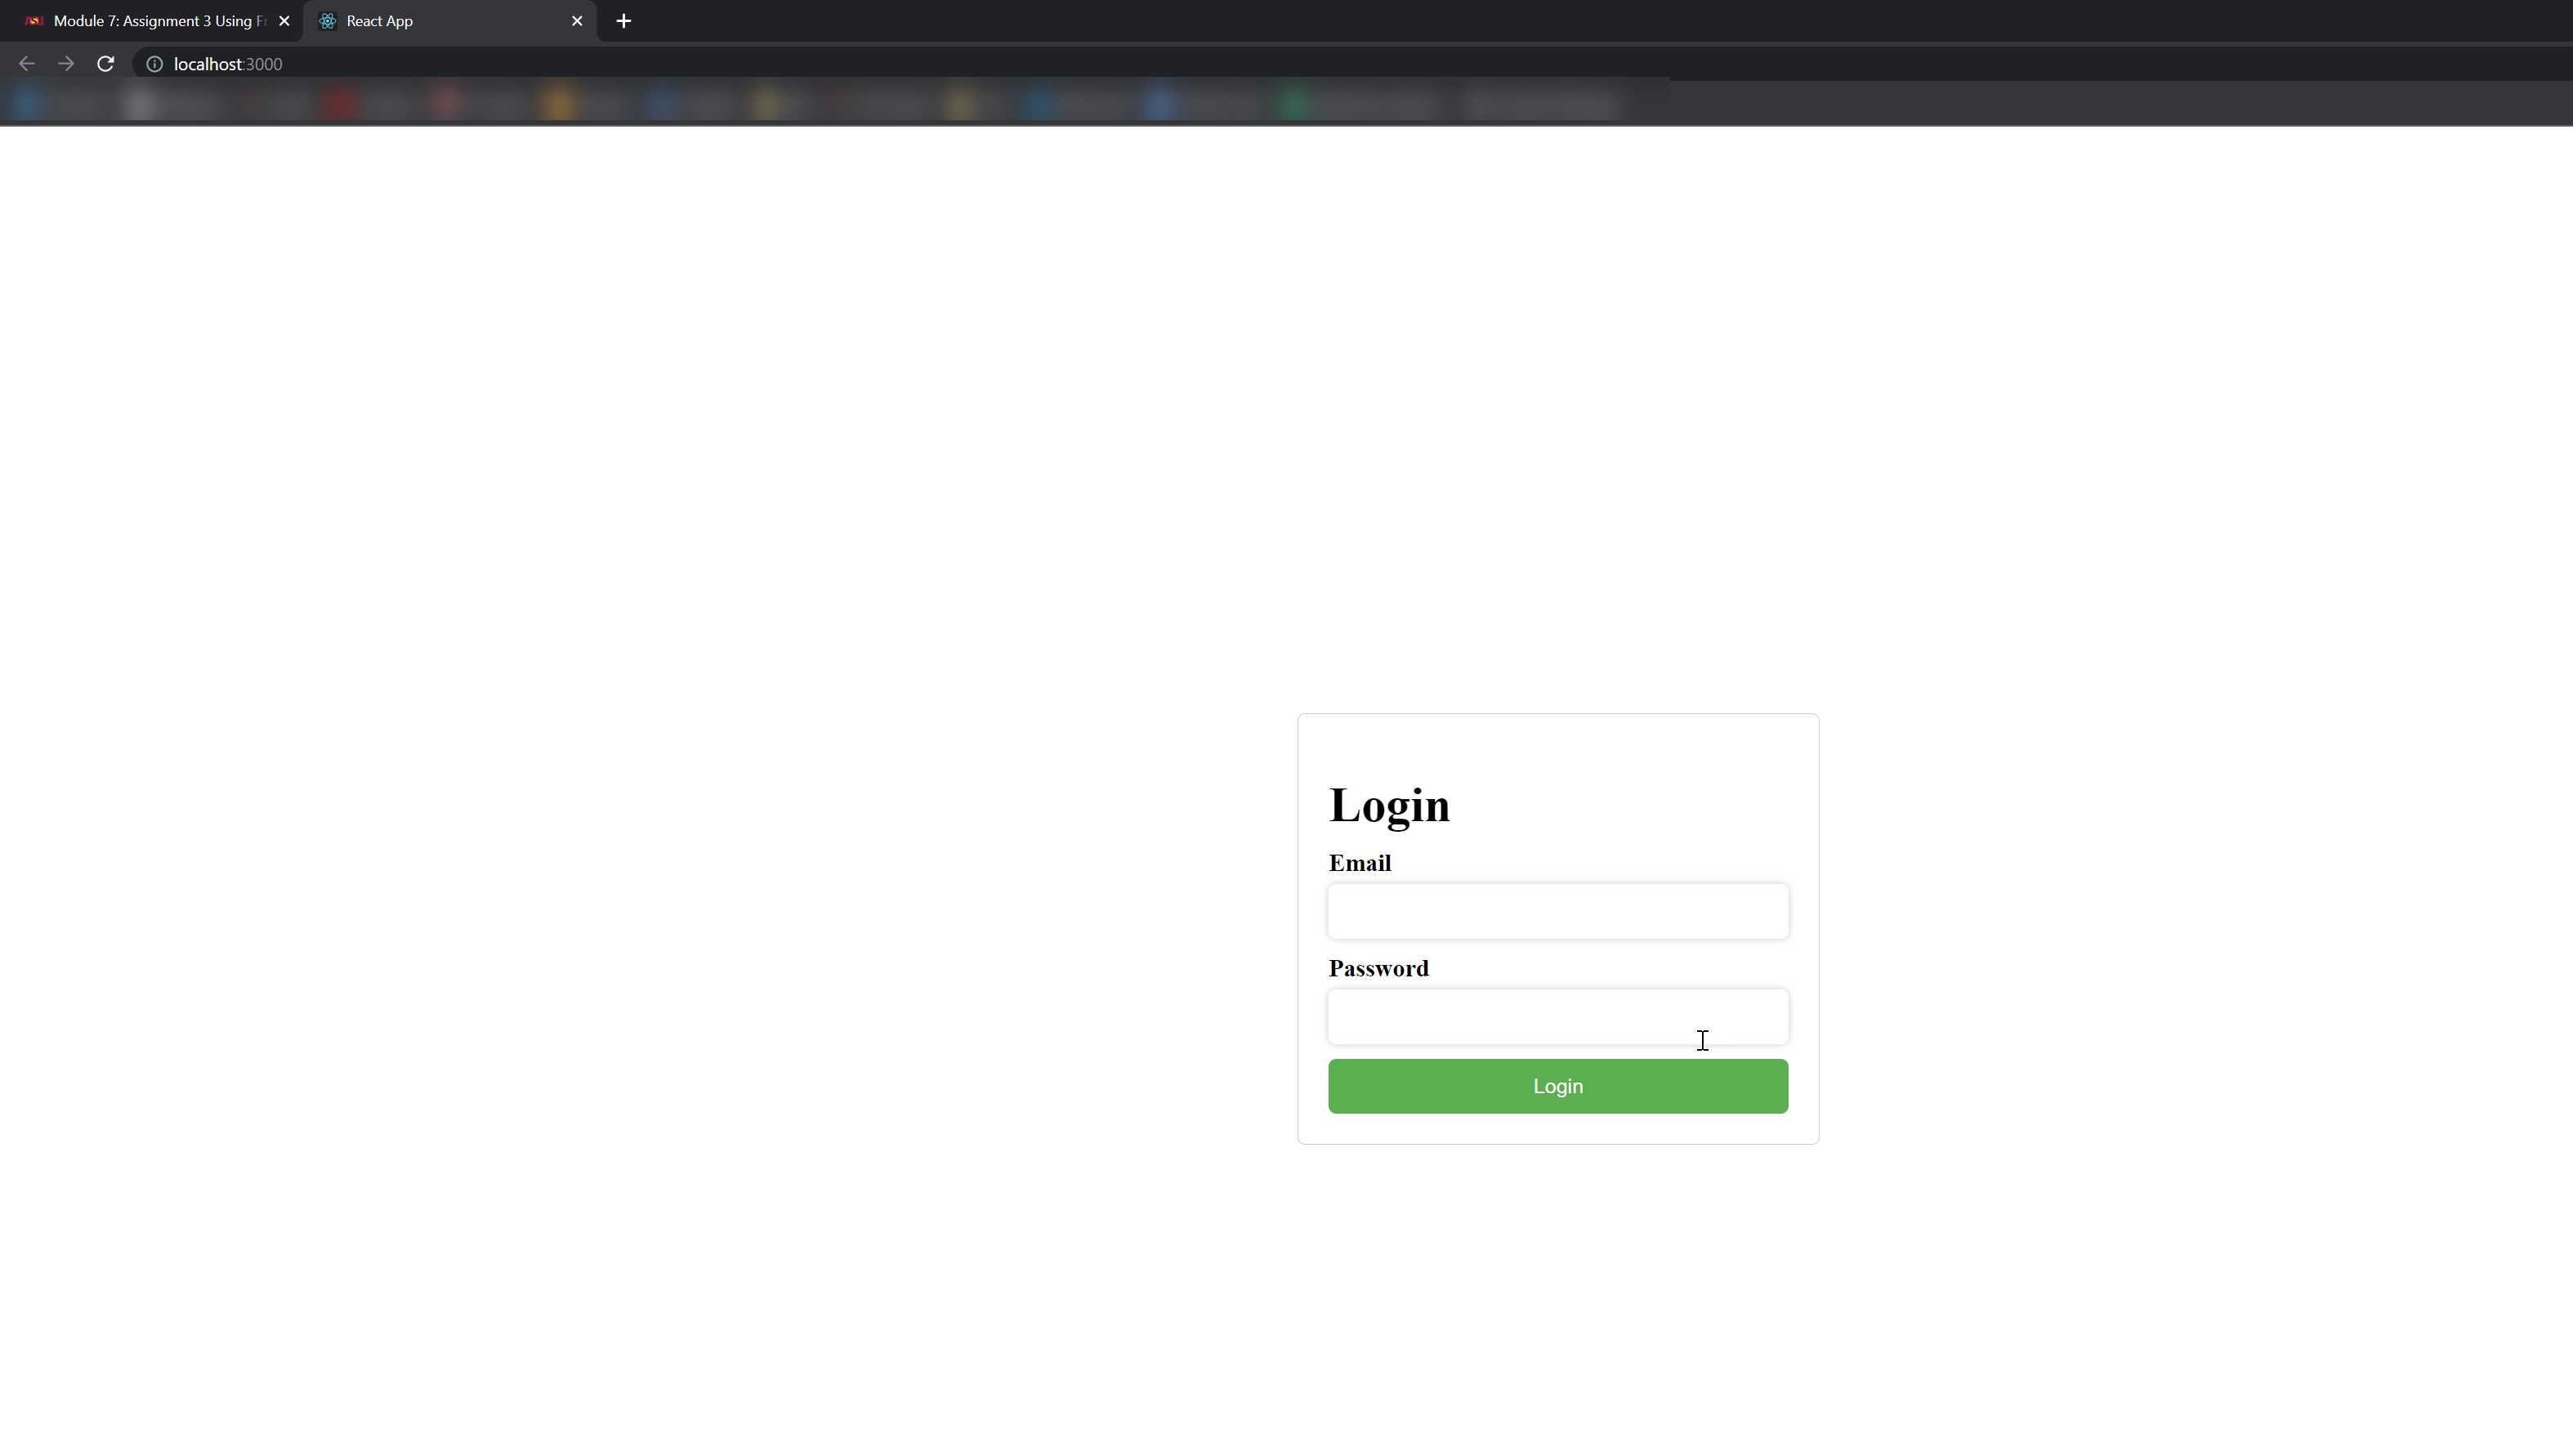 Module 7: Assignment 3 Using Fr
React App
localhost:3000
Login
Email
Password
Login